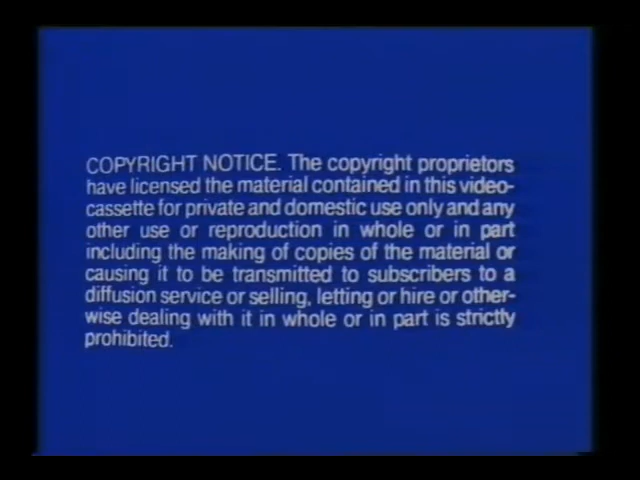 COPYRIGHT NOTICE. The copyright proprietors
have licensed the material contained in this video-
cassette for private and domestic use only and any
other use or reproduction in whole or in part
including the making of copies of the material or
causing it to be transmitted to subscribers to a
diffusion service or selling, letting or hire or other-
wise dealing with it in whole or in part is strictly
prohibited.